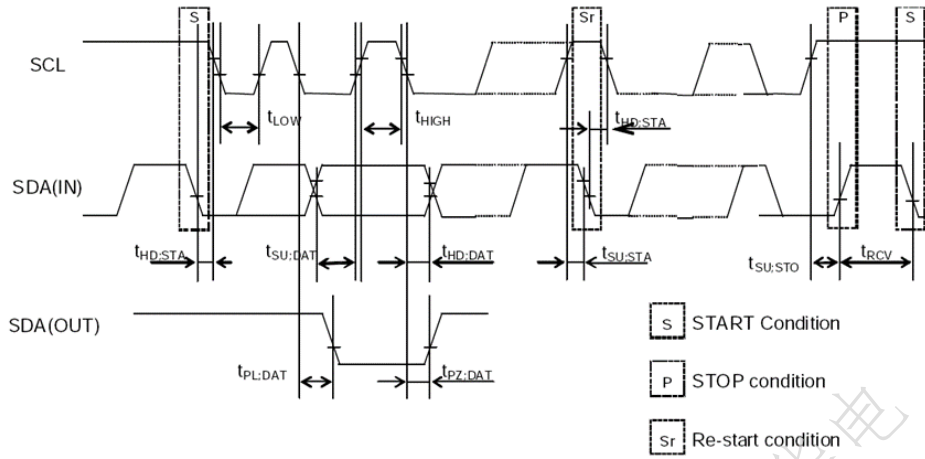 S Sr P S
SCL
tLOW tHIGH tHD:STA
SDA(IN)
tHD:STA tSU:DAT tHD:DAT tSU:STA tSU:STO tRCV
SDA(OUT)
tPL:DAT tPZ:DAT
S START Condition
P STOP condition
Sr Re-start condition